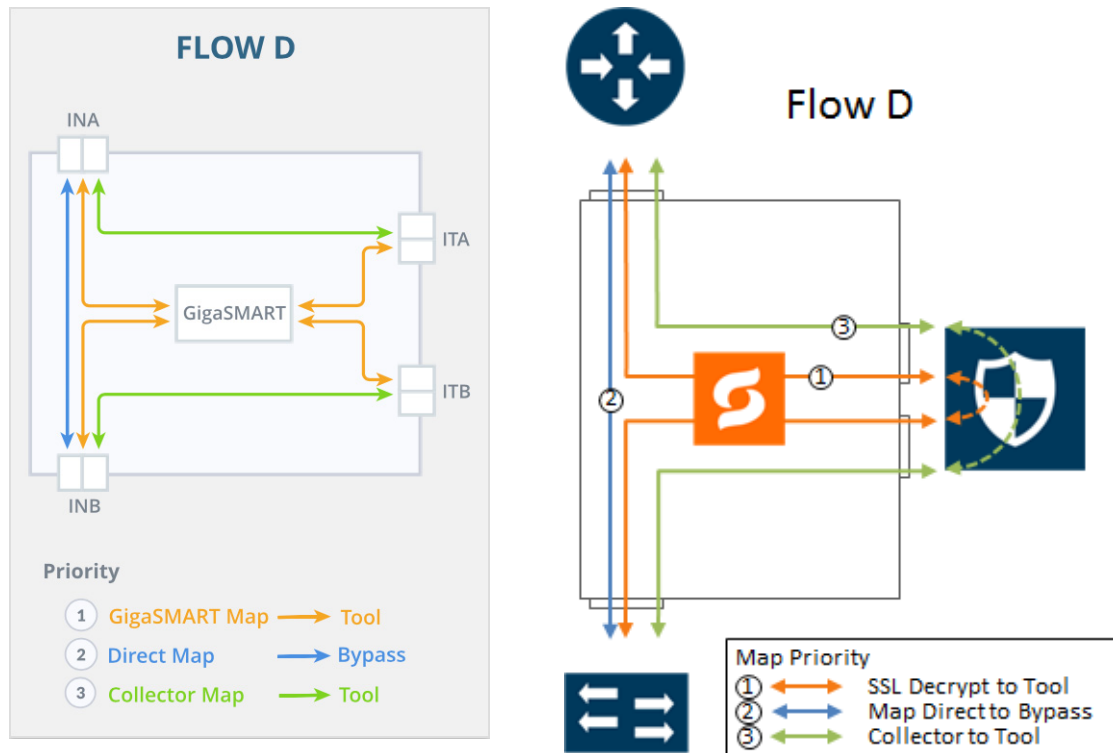 FLOW D
INA
ITA
GigaSMART
ITB
INB
Priority
1 GigaSMART Map Tool
2 Direct Map Bypass
3 Collector Map Tool
Flow D
3
1
2
Map Priority
1 SSL Decrypt to Tool
2 Map Direct to Bypass
3 Collector to Tool